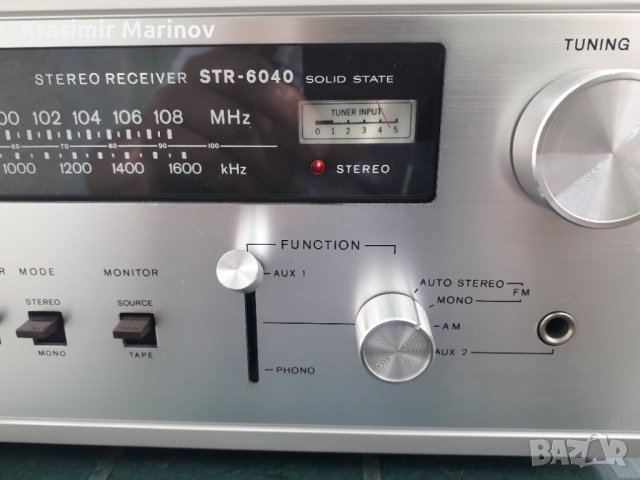 Krasimir Marinov
TUNING
STEREO RECEIVER STR-6040 SOLID STATE
TUNER INPUT
0 1 2 3 4 5
00 102 104 106 108 MHz
60 70 80 90 100
1000 1200 1400 1600 kHz
STEREO
FUNCTION
R MODE MONITOR
AUX 1
AUTO STEREO
FM
MONO
STEREO SOURCE
AM
MONO TAPE
AUX 2
PHONO
BAZAR
bg